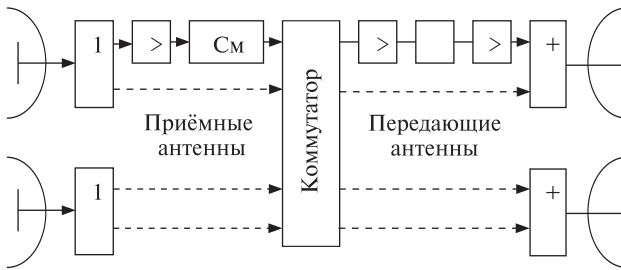 1 > См > > +
Приёмные
антенны
Коммутатор
Передающие
антенны
1 +